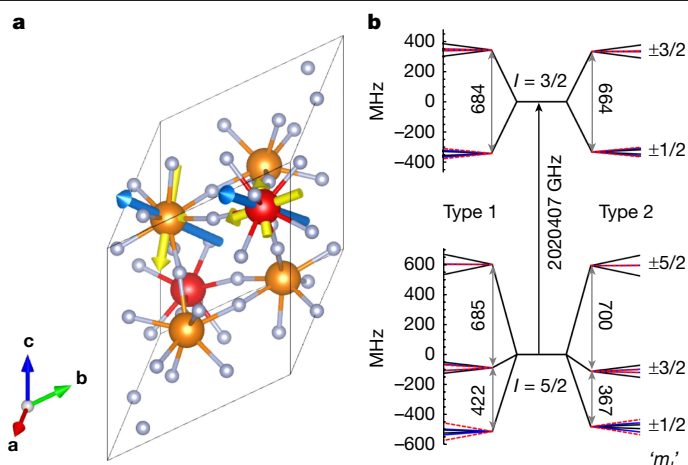 a
c
b
a
b
MHz
400
200
0
−200
−400
684
I = 3/2
664
±3/2
±1/2
Type 1
2020407 GHz
Type 2
MHz
600
400
200
0
−200
−400
−600
685
422
I = 5/2
700
367
±5/2
±3/2
±1/2
'mI'